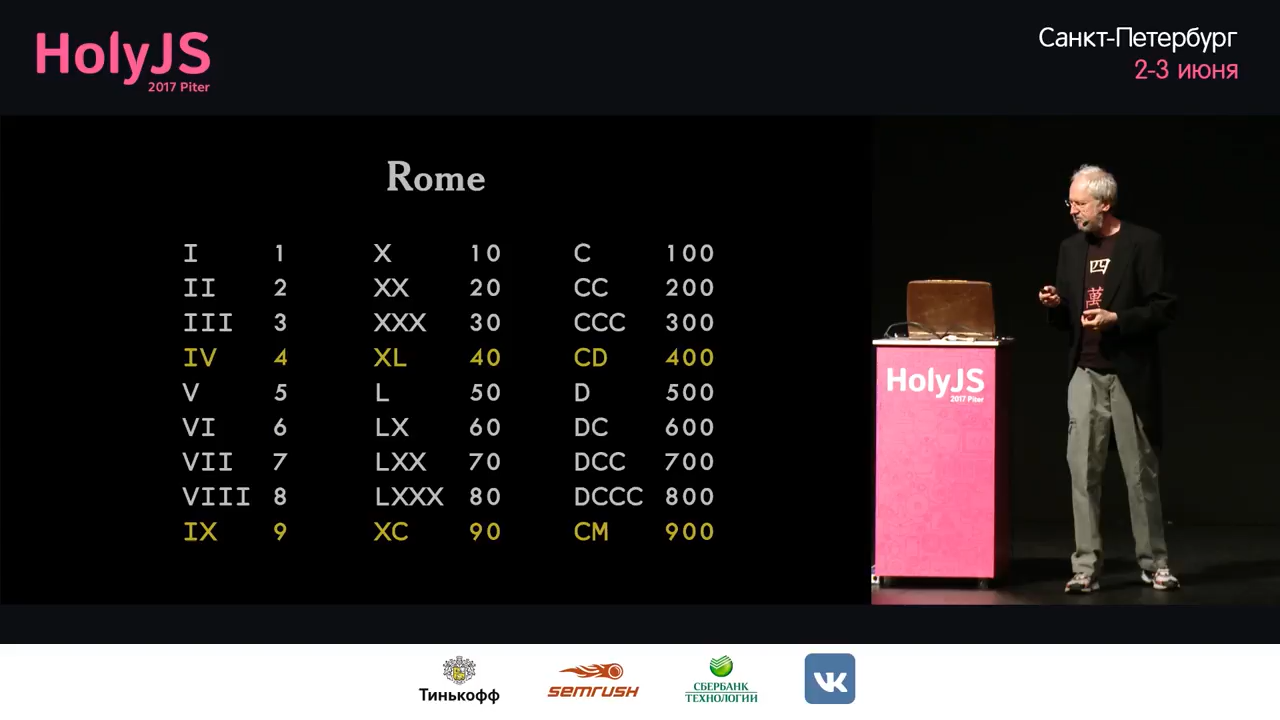 HolyJS
2017 Piter
Санкт-Петербург
2-3 июня
Rome
I 1 X 10 C 100
II 2 XX 20 CC 200
III 3 XXX 30 CCC 300
IV 4 XL 40 CD 400
V 5 L 50 D 500
VI 6 LX 60 DC 600
VII 7 LXX 70 DCC 700
VIII 8 LXXX 80 DCCC 800
IX 9 XC 90 CM 900
四
萬
HolyJS
2017 Piter
Тинькофф
semrush
СБЕРБАНК
ТЕХНОЛОГИИ